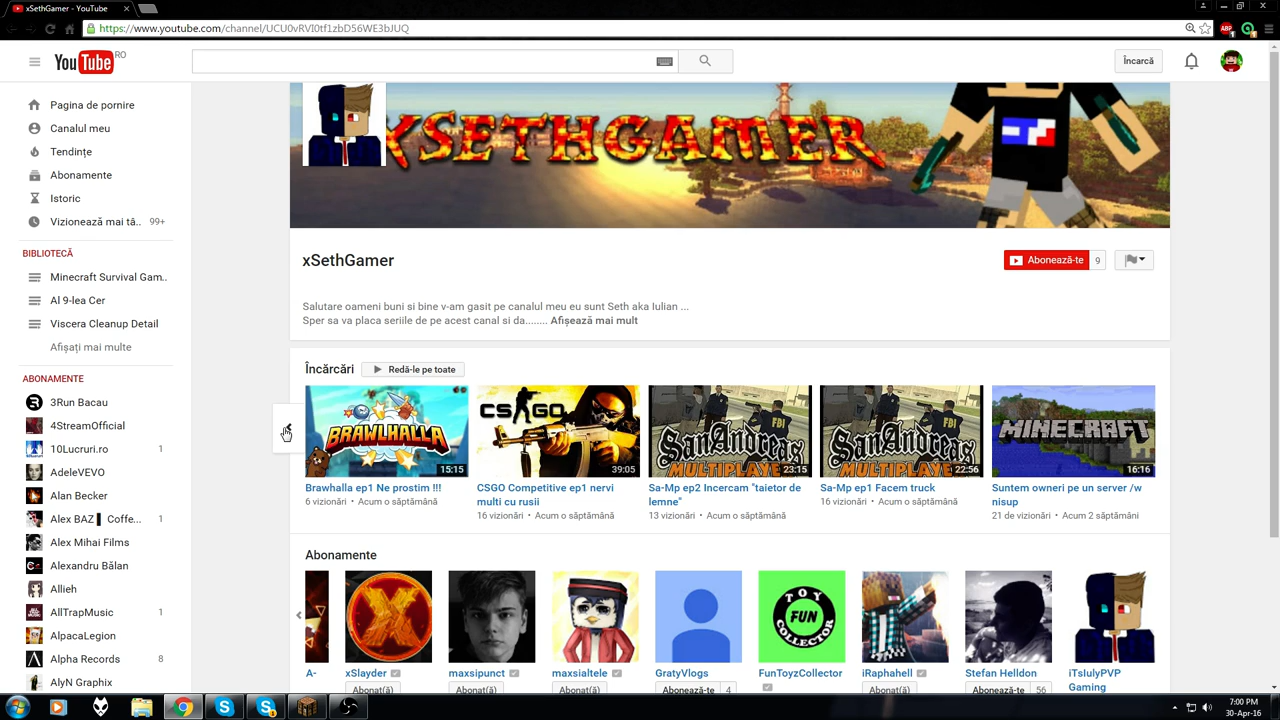 xSethGamer - YouTube
https://www.youtube.com/channel/UCU0vRVI0tf1zbD56WE3bJUQ
YouTube RO
Încarcă
Pagina de pornire
Canalul meu
Tendințe
Abonamente
Istoric
Vizionează mai tâ.. 99+
BIBLIOTECĂ
Minecraft Survival Gam..
Al 9-lea Cer
Viscera Cleanup Detail
Afișați mai multe
ABONAMENTE
3Run Bacau
4StreamOfficial
10Lucruri.ro 1
AdeleVEVO
Alan Becker
Alex BAZ ▌ Coffe... 1
Alex Mihai Films
Alexandru Bălan
Allieh
AllTrapMusic 1
AlpacaLegion
Alpha Records 8
AlyN Graphix
XSETHGAMER
xSethGamer
Abonează-te 9
Salutare oameni buni si bine v-am gasit pe canalul meu eu sunt Seth aka Iulian ...
Sper sa va placa seriile de pe acest canal si da........ Afișează mai mult
Încărcări
Redă-le pe toate
BRAWLHALLA
15:15
CS GO
39:05
SanAndreas
MULTIPLAYE
FBI
23:15
SanAndreas
MULTIPLAYE
FBI
22:56
MINECRAFT
16:16
Brawhalla ep1 Ne prostim !!!
6 vizionări • Acum o săptămână
CSGO Competitive ep1 nervi
multi cu rusii
16 vizionări • Acum o săptămână
Sa-Mp ep2 Incercam "taietor de
lemne"
13 vizionări • Acum o săptămână
Sa-Mp ep1 Facem truck
16 vizionări • Acum o săptămână
Suntem owneri pe un server /w
nisup
21 de vizionări • Acum 2 săptămâni
Abonamente
TOY
FUN
COLLECTOR
A-
xSlayder
Abonat(ă)
maxsipunct
Abonat(ă)
maxsialtele
Abonat(ă)
GratyVlogs
Abonează-te 4
FunToyzCollector
iRaphahell
Abonat(ă)
Stefan Helldon
Abonează-te 56
iTsIulyPVP
Gaming
ABP
7:00 PM
30-Apr-16